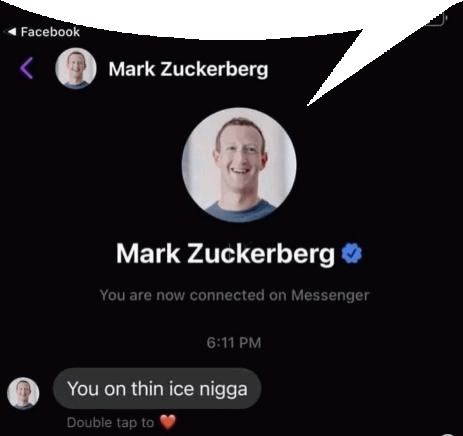 ◀ Facebook
Mark Zuckerberg
Mark Zuckerberg
You are now connected on Messenger
6:11 PM
You on thin ice nigga
Double tap to ❤️